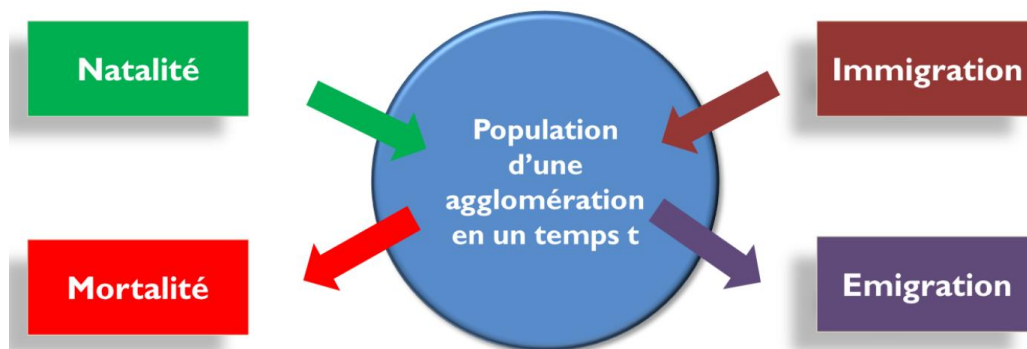 Natalité
Immigration
Population
d'une
agglomération
en un temps t
Mortalité
Emigration